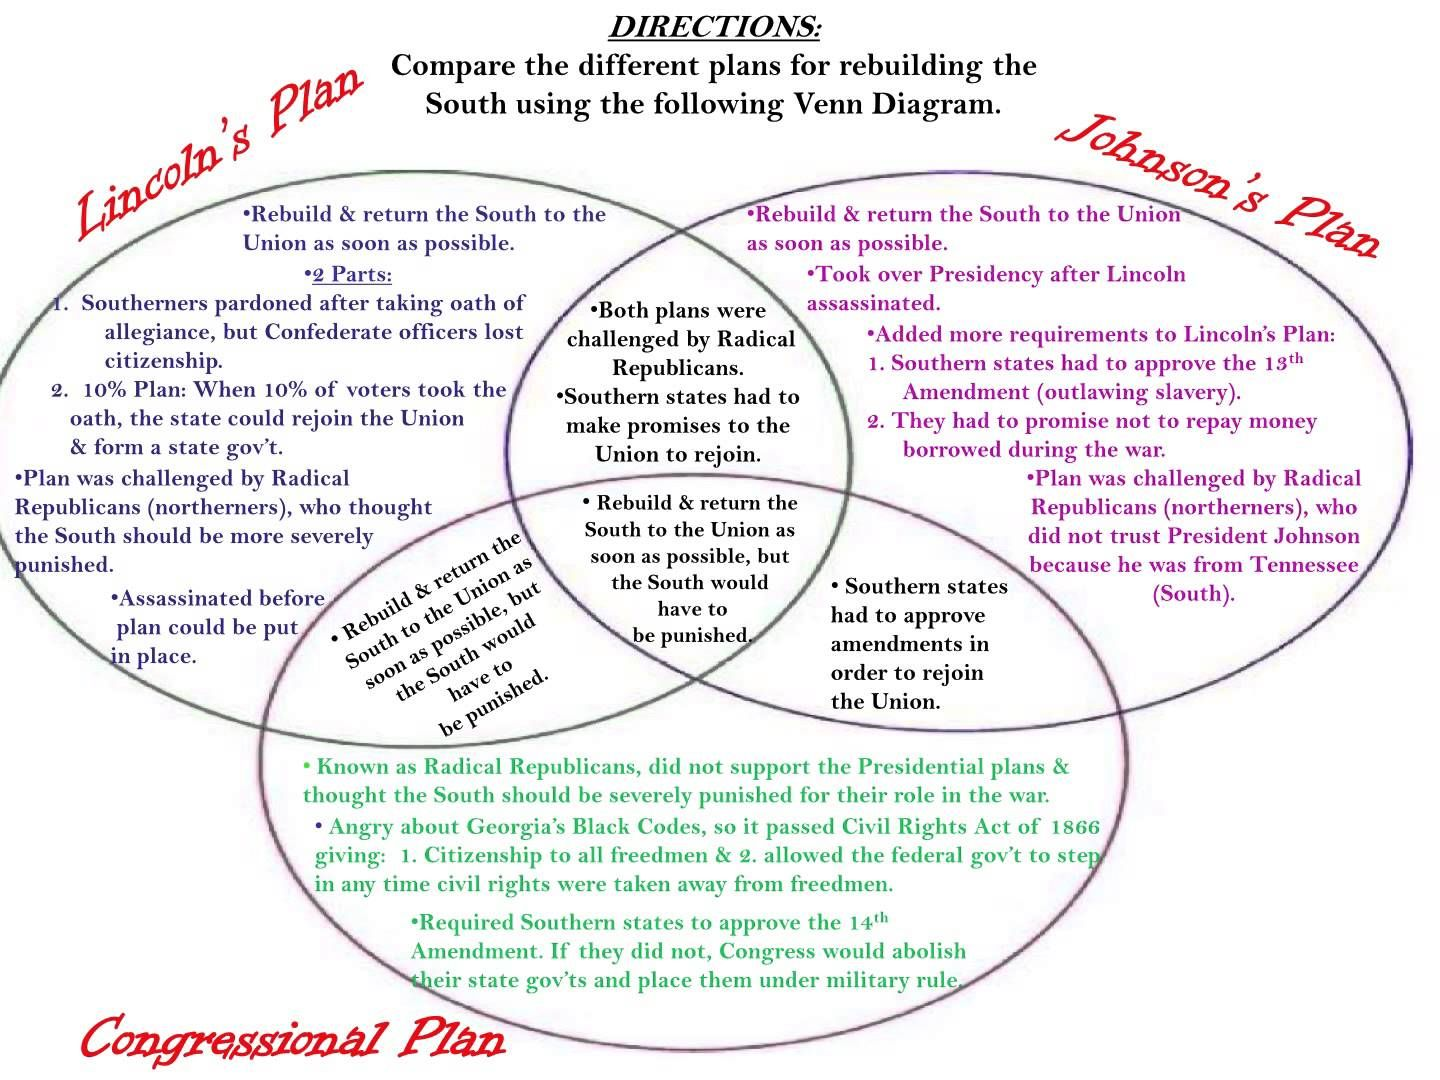 DIRECTIONS:
Compare the different plans for rebuilding the
South using the following Venn Diagram.
Lincoln's Plan
Johnson's Plan
•Rebuild & return the South to the
Union as soon as possible.
•2 Parts:
1. Southerners pardoned after taking oath of
allegiance, but Confederate officers lost
citizenship.
2. 10% Plan: When 10% of voters took the
oath, the state could rejoin the Union
& form a state gov't.
•Plan was challenged by Radical
Republicans (northerners), who thought
the South should be more severely
punished.
•Assassinated before
plan could be put
in place.
•Both plans were
challenged by Radical
Republicans.
•Southern states had to
make promises to the
Union to rejoin.
•Rebuild & return the South to the Union
as soon as possible.
•Took over Presidency after Lincoln
assassinated.
•Added more requirements to Lincoln's Plan:
1. Southern states had to approve the 13th
Amendment (outlawing slavery).
2. They had to promise not to repay money
borrowed during the war.
•Plan was challenged by Radical
Republicans (northerners), who
did not trust President Johnson
because he was from Tennessee
(South).
• Rebuild & return the
South to the Union as
soon as possible, but
the South would
have to
be punished.
• Rebuild & return the
South to the Union as
soon as possible, but
the South would
have to
be punished.
• Southern states
had to approve
amendments in
order to rejoin
the Union.
• Known as Radical Republicans, did not support the Presidential plans &
thought the South should be severely punished for their role in the war.
• Angry about Georgia's Black Codes, so it passed Civil Rights Act of 1866
giving: 1. Citizenship to all freedmen & 2. allowed the federal gov't to step
in any time civil rights were taken away from freedmen.
•Required Southern states to approve the 14th
Amendment. If they did not, Congress would abolish
their state gov'ts and place them under military rule.
Congressional Plan